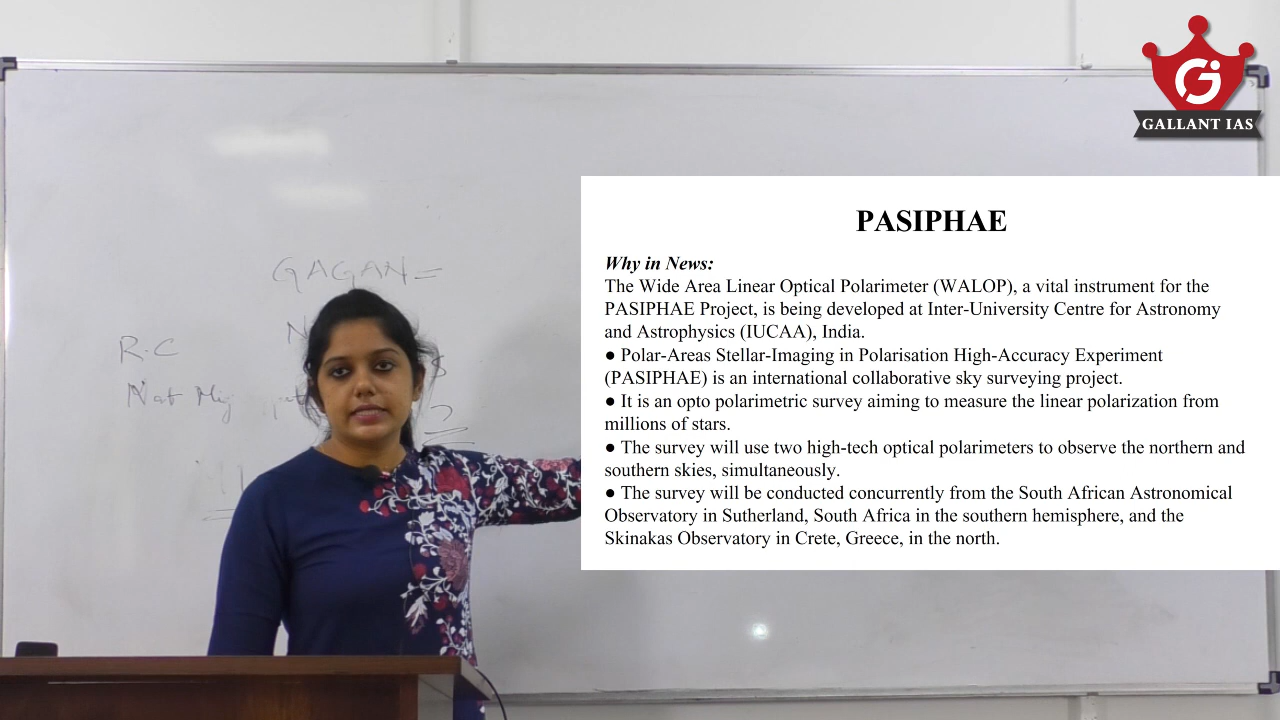 GALLANT IAS
PASIPHAE
Why in News:
The Wide Area Linear Optical Polarimeter (WALOP), a vital instrument for the
PASIPHAE Project, is being developed at Inter-University Centre for Astronomy
and Astrophysics (IUCAA), India.
● Polar-Areas Stellar-Imaging in Polarisation High-Accuracy Experiment
(PASIPHAE) is an international collaborative sky surveying project.
● It is an opto polarimetric survey aiming to measure the linear polarization from
millions of stars.
● The survey will use two high-tech optical polarimeters to observe the northern and
southern skies, simultaneously.
● The survey will be conducted concurrently from the South African Astronomical
Observatory in Sutherland, South Africa in the southern hemisphere, and the
Skinakas Observatory in Crete, Greece, in the north.
GAGAN =
R.C
Nat